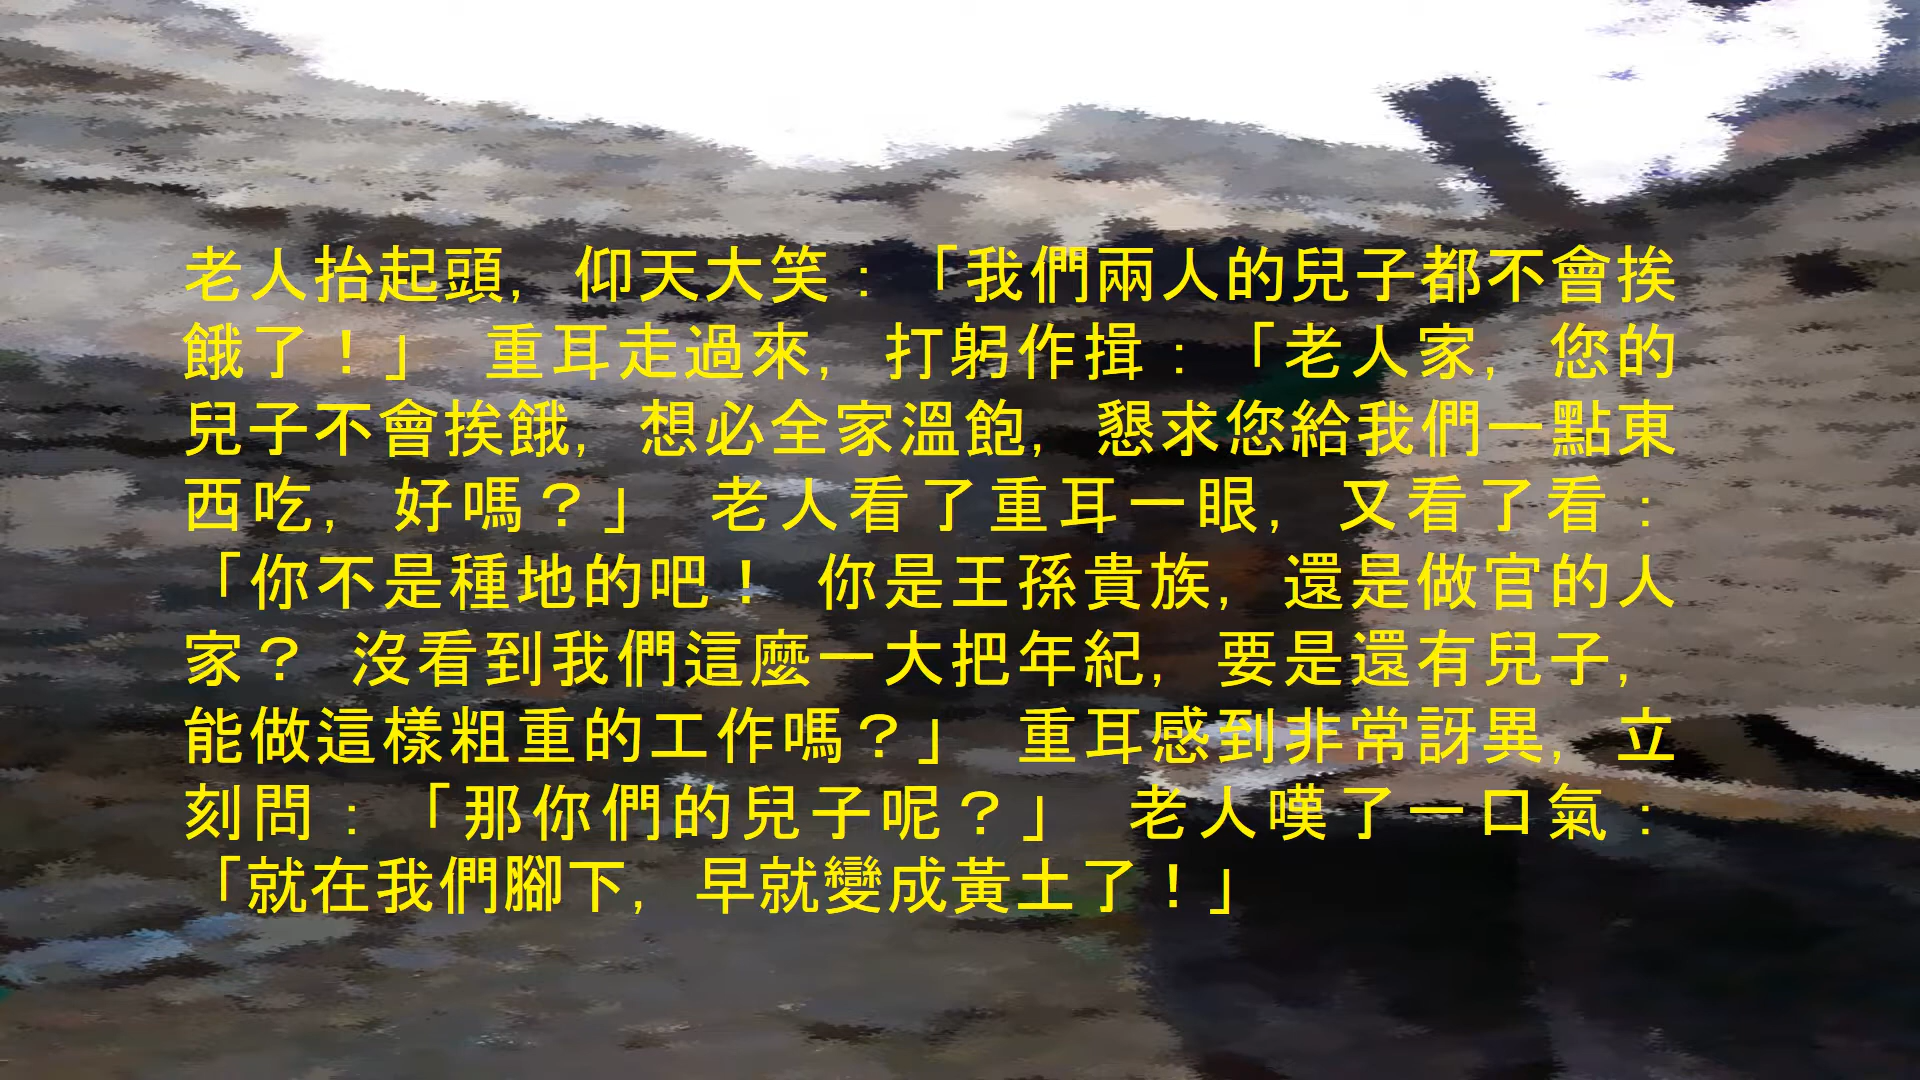 老人抬起頭, 仰天大笑：「我們兩人的兒子都不會挨
餓了！」 重耳走過來, 打躬作揖：「老人家, 您的
兒子不會挨餓, 想必全家溫飽, 懇求您給我們一點東
西吃, 好嗎？」 老人看了重耳一眼, 又看了看：
「你不是種地的吧！ 你是王孫貴族, 還是做官的人
家？ 沒看到我們這麼一大把年紀, 要是還有兒子,
能做這樣粗重的工作嗎？」 重耳感到非常訝異, 立
刻問：「那你們的兒子呢？」 老人嘆了一口氣：
「就在我們腳下, 早就變成黃土了！」